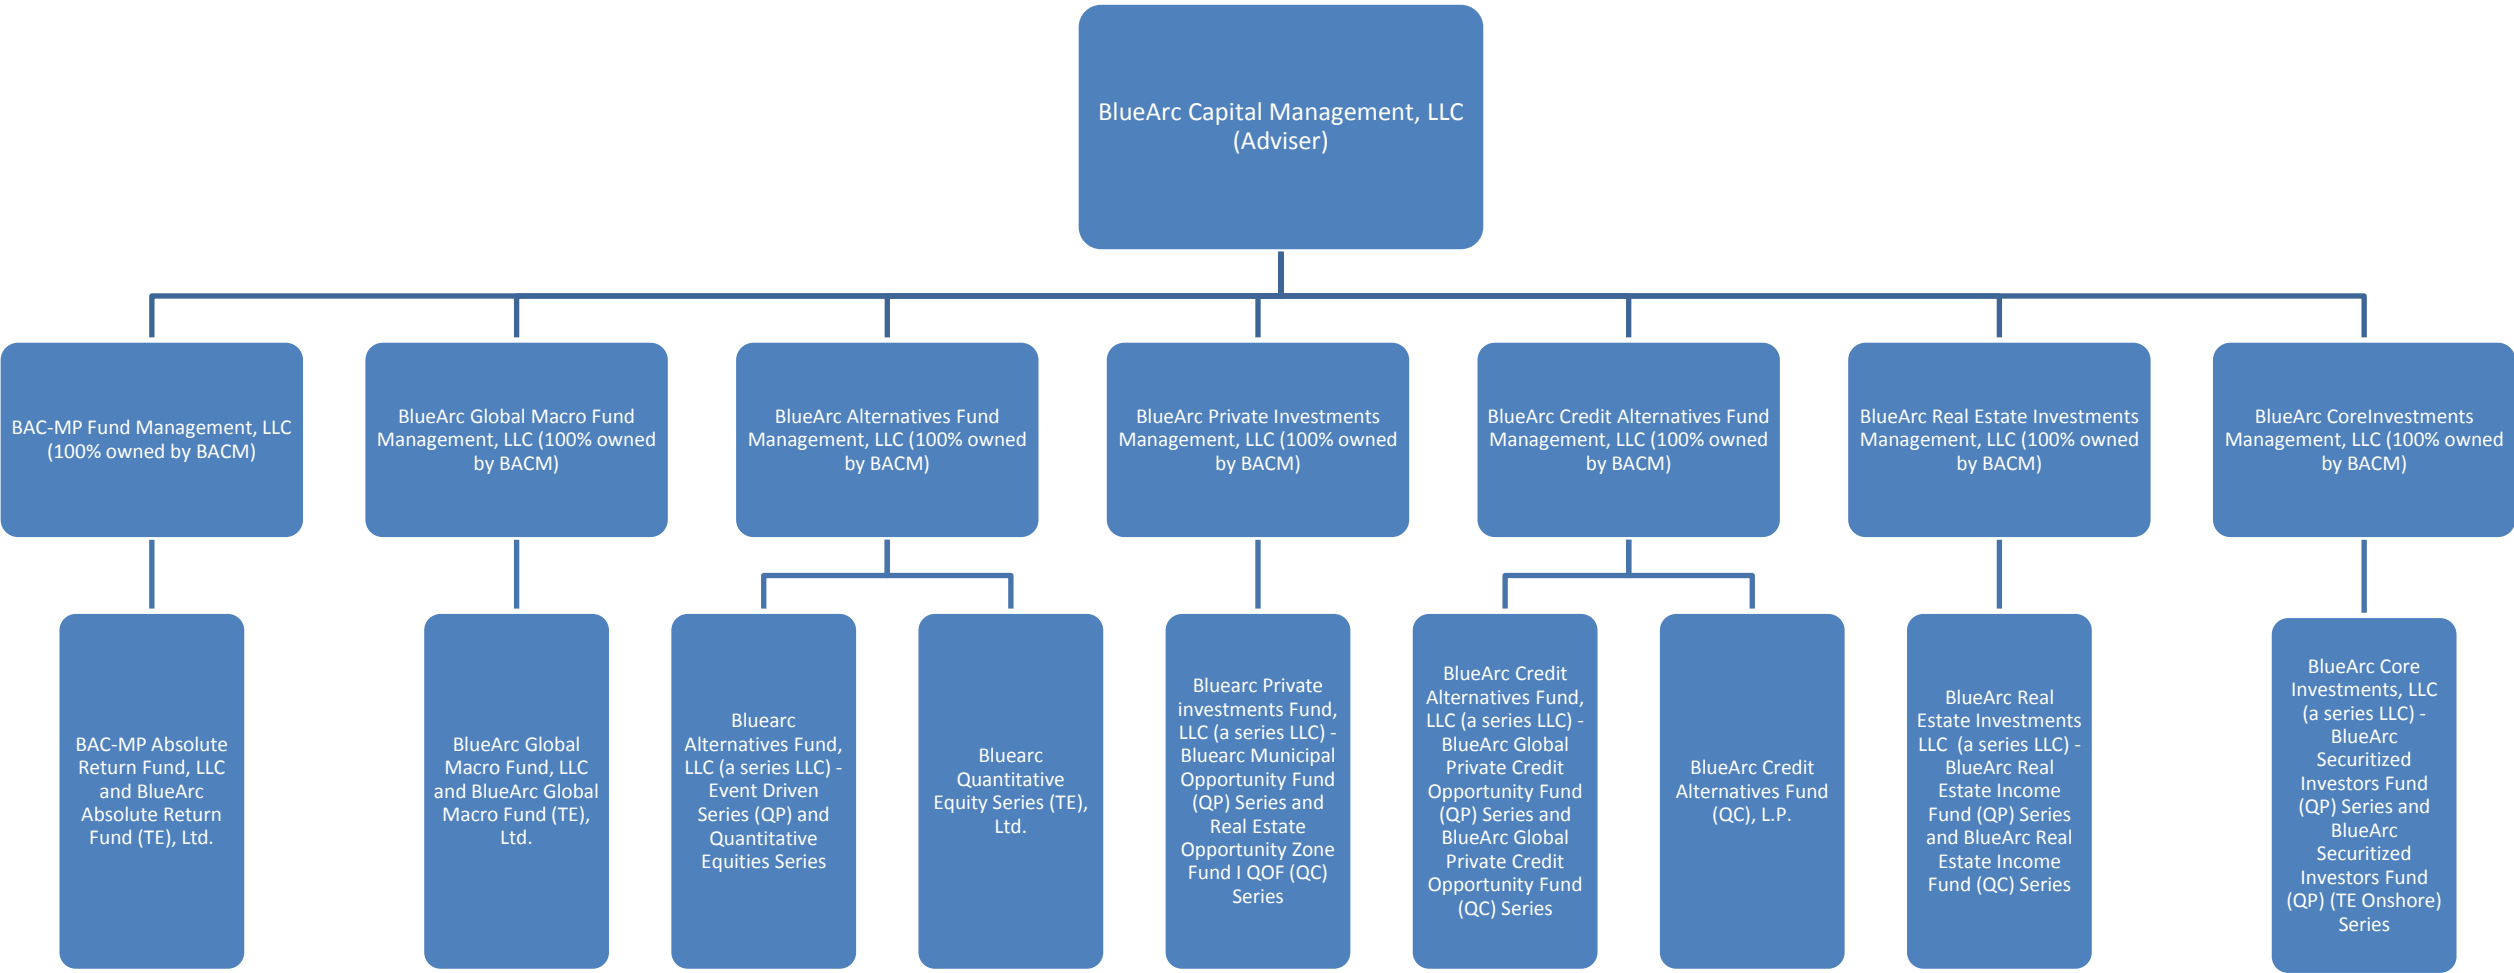 BlueArc Capital Management, LLC
(Adviser)
BAC-MP Fund Management, LLC
(100% owned by BACM)
BlueArc Global Macro Fund
Management, LLC (100% owned
by BACM)
BlueArc Alternatives Fund
Management, LLC (100% owned
by BACM)
BlueArc Private Investments
Management, LLC (100% owned
by BACM)
BlueArc Credit Alternatives Fund
Management, LLC (100% owned
by BACM)
BlueArc Real Estate Investments
Management, LLC (100% owned
by BACM)
BlueArc CoreInvestments
Management, LLC (100% owned
by BACM)
BAC-MP Absolute
Return Fund, LLC
and BlueArc
Absolute Return
Fund (TE), Ltd.
BlueArc Global
Macro Fund, LLC
and BlueArc Global
Macro Fund (TE),
Ltd.
Bluearc
Alternatives Fund,
LLC (a series LLC) -
Event Driven
Series (QP) and
Quantitative
Equities Series
Bluearc
Quantitative
Equity Series (TE),
Ltd.
Bluearc Private
investments Fund,
LLC (a series LLC) -
Bluearc Municipal
Opportunity Fund
(QP) Series and
Real Estate
Opportunity Zone
Fund I QOF (QC)
Series
BlueArc Credit
Alternatives Fund,
LLC (a series LLC) -
BlueArc Global
Private Credit
Opportunity Fund
(QP) Series and
BlueArc Global
Private Credit
Opportunity Fund
(QC) Series
BlueArc Credit
Alternatives Fund
(QC), L.P.
BlueArc Real
Estate Investments
LLC  (a series LLC) -
BlueArc Real
Estate Income
Fund (QP) Series
and BlueArc Real
Estate Income
Fund (QC) Series
BlueArc Core
Investments, LLC
(a series LLC) -
BlueArc
Securitized
Investors Fund
(QP) Series and
BlueArc
Securitized
Investors Fund
(QP) (TE Onshore)
Series